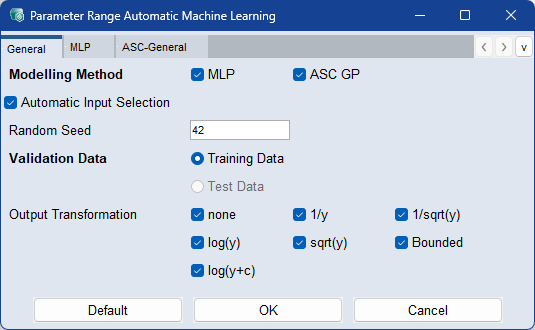 Parameter Range Automatic Machine Learning
General MLP ASC-General < > v
Modelling Method MLP ASC GP
Automatic Input Selection
Random Seed 42
Validation Data Training Data
Test Data
Output Transformation none 1/y 1/sqrt(y)
log(y) sqrt(y) Bounded
log(y+c)
Default OK Cancel